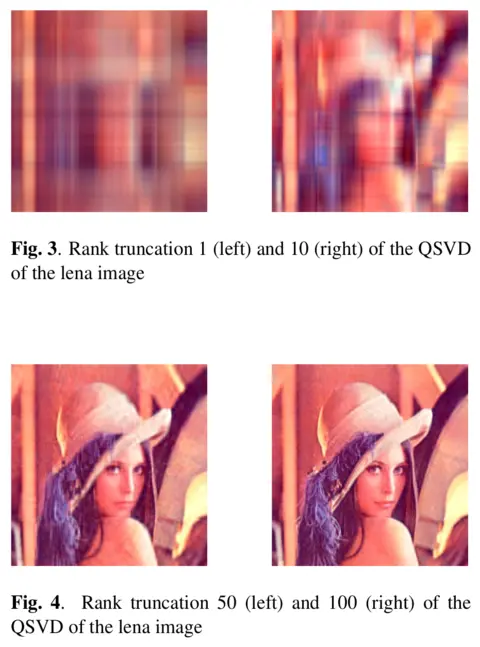 Fig. 3. Rank truncation 1 (left) and 10 (right) of the QSVD
of the lena image
Fig. 4. Rank truncation 50 (left) and 100 (right) of the
QSVD of the lena image